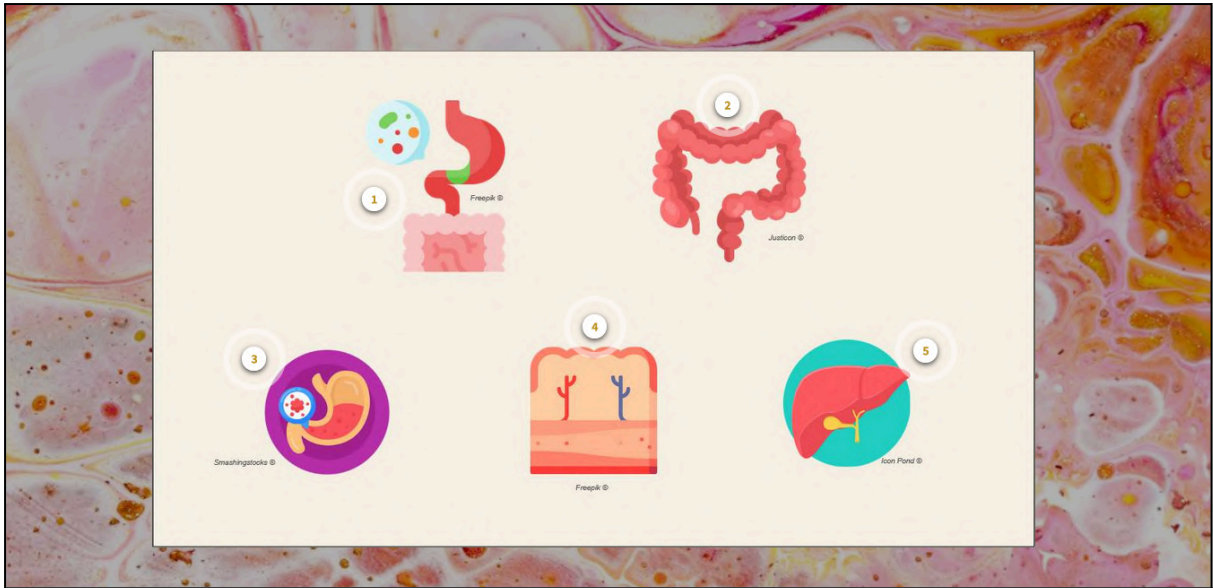 2
1
Freepik ®
Justicon ®
4
3
5
Smashingstocks ®
Icon Pond ®
Freepik ®